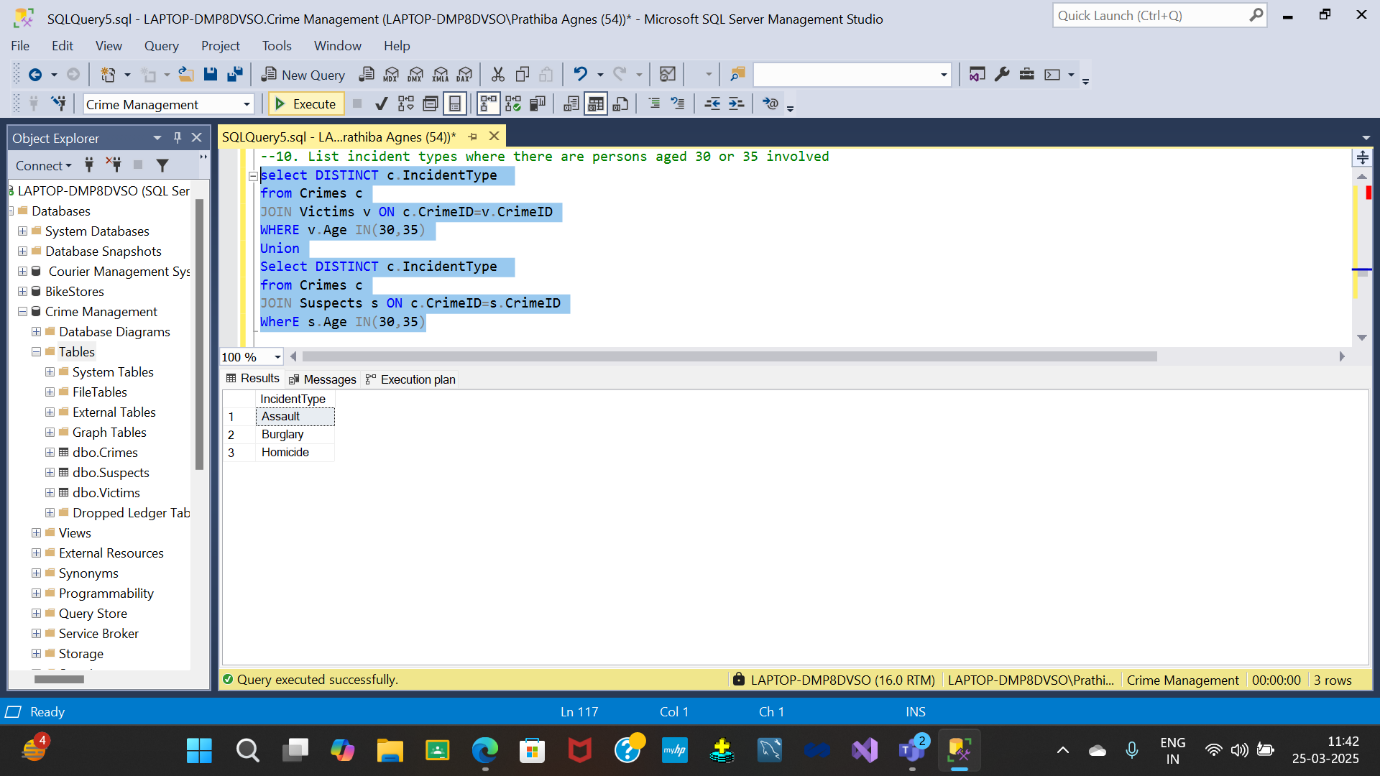 SQLQuery5.sql - LAPTOP-DMP8DVSO.Crime Management (LAPTOP-DMP8DVSO\Prathiba Agnes (54))* - Microsoft SQL Server Management Studio
Quick Launch (Ctrl+Q)
File Edit View Query Project Tools Window Help
New Query MDX DMX XMLA DAX
Crime Management Execute
Object Explorer
SQLQuery5.sql - LA...rathiba Agnes (54))*
Connect
LAPTOP-DMP8DVSO (SQL Ser
Databases
System Databases
Database Snapshots
Courier Management Sys
BikeStores
Crime Management
Database Diagrams
Tables
System Tables
FileTables
External Tables
Graph Tables
dbo.Crimes
dbo.Suspects
dbo.Victims
Dropped Ledger Tab
Views
External Resources
Synonyms
Programmability
Query Store
Service Broker
Storage
--10. List incident types where there are persons aged 30 or 35 involved
select DISTINCT c.IncidentType
from Crimes c
JOIN Victims v ON c.CrimeID=v.CrimeID
WHERE v.Age IN(30,35)
Union
Select DISTINCT c.IncidentType
from Crimes c
JOIN Suspects s ON c.CrimeID=s.CrimeID
WherE s.Age IN(30,35)
100 %
Results Messages Execution plan
IncidentType
1 Assault
2 Burglary
3 Homicide
Query executed successfully.
LAPTOP-DMP8DVSO (16.0 RTM) LAPTOP-DMP8DVSO\Prathi... Crime Management 00:00:00 3 rows
Ready Ln 117 Col 1 Ch 1 INS
4
myhp
2
ENG
IN
11:42
25-03-2025